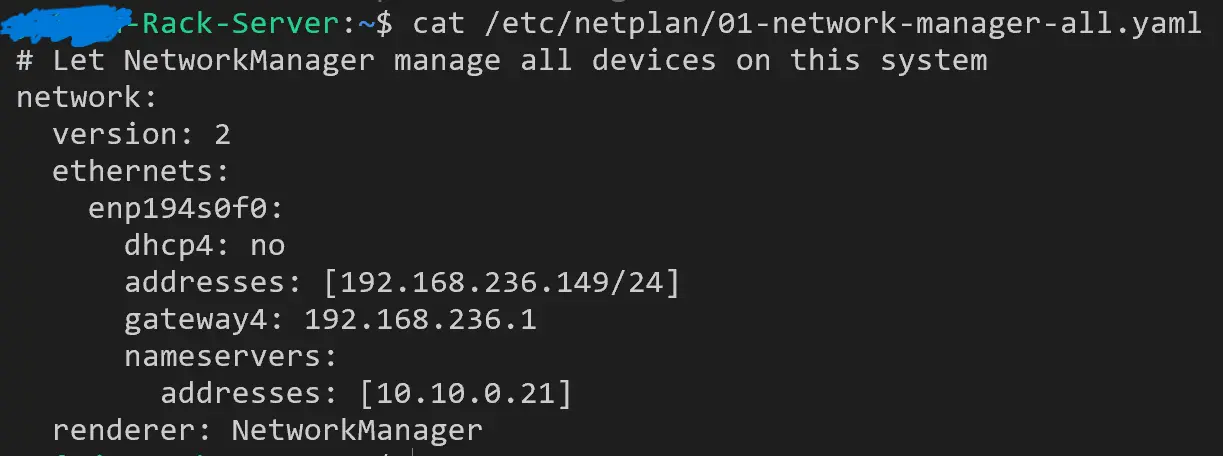 -Rack-Server:~$ cat /etc/netplan/01-network-manager-all.yaml
# Let NetworkManager manage all devices on this system
network:
  version: 2
  ethernets:
    enp194s0f0:
      dhcp4: no
      addresses: [192.168.236.149/24]
      gateway4: 192.168.236.1
      nameservers:
        addresses: [10.10.0.21]
  renderer: NetworkManager